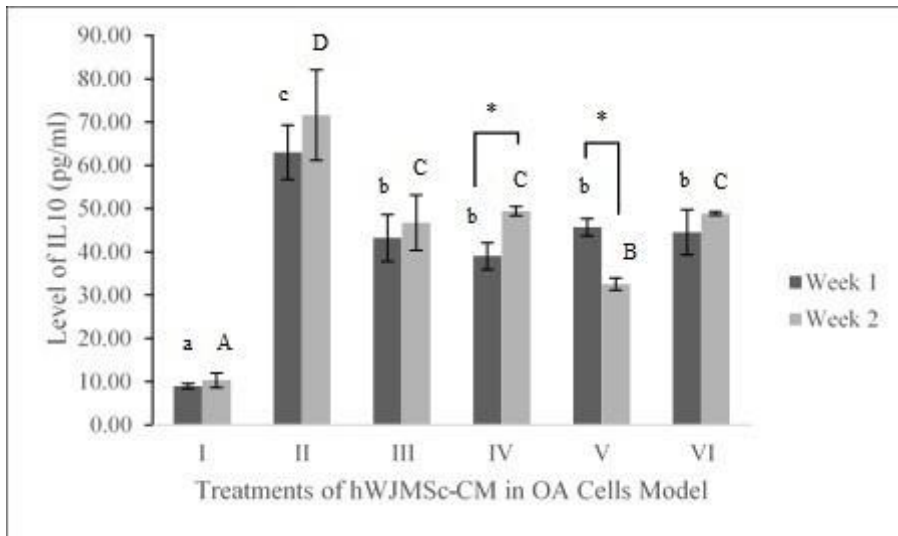 90.00
80.00
70.00
60.00
50.00
40.00
30.00
20.00
10.00
0.00
Level of IL10 (pg/ml)
a A
c D
b C
b C *
b B *
b C
I II III IV V VI
Treatments of hWJMSc-CM in OA Cells Model
Week 1
Week 2